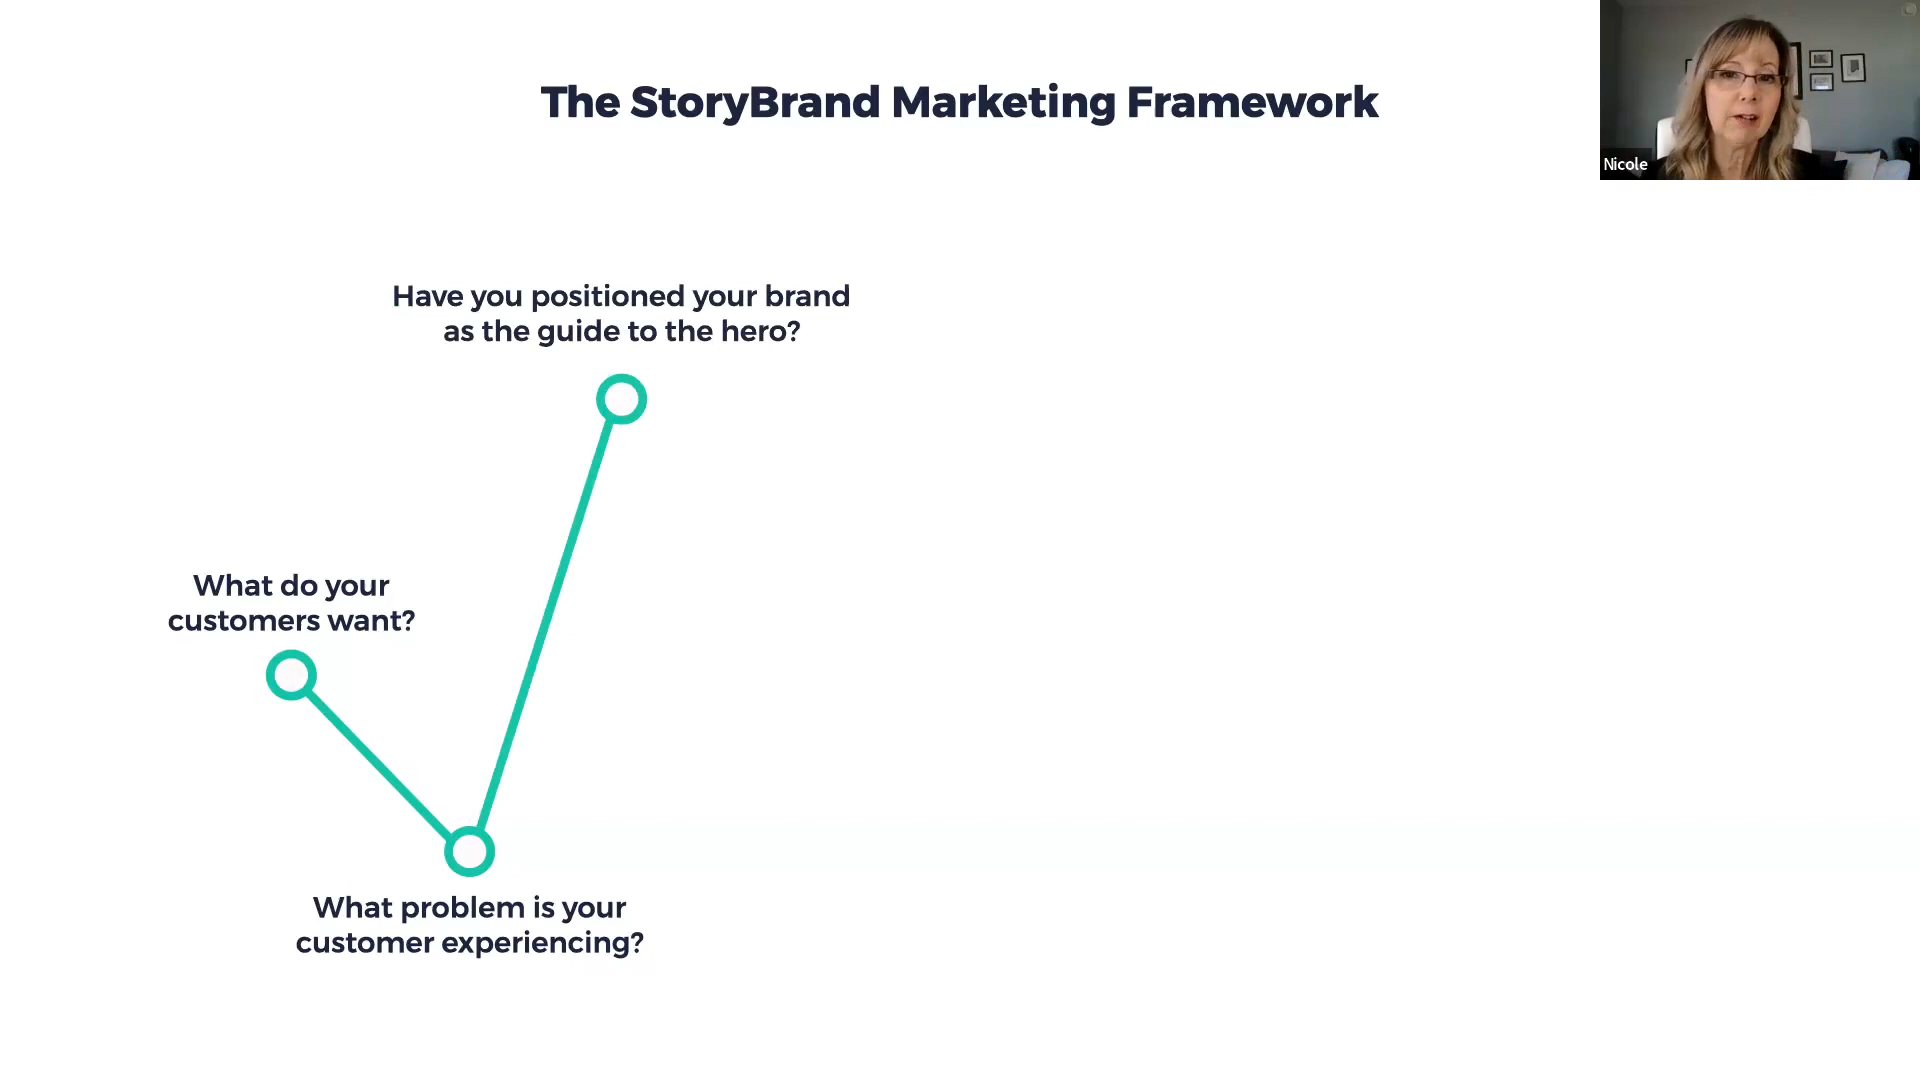 The StoryBrand Marketing Framework
Nicole
Have you positioned your brand
as the guide to the hero?
What do your
customers want?
What problem is your
customer experiencing?